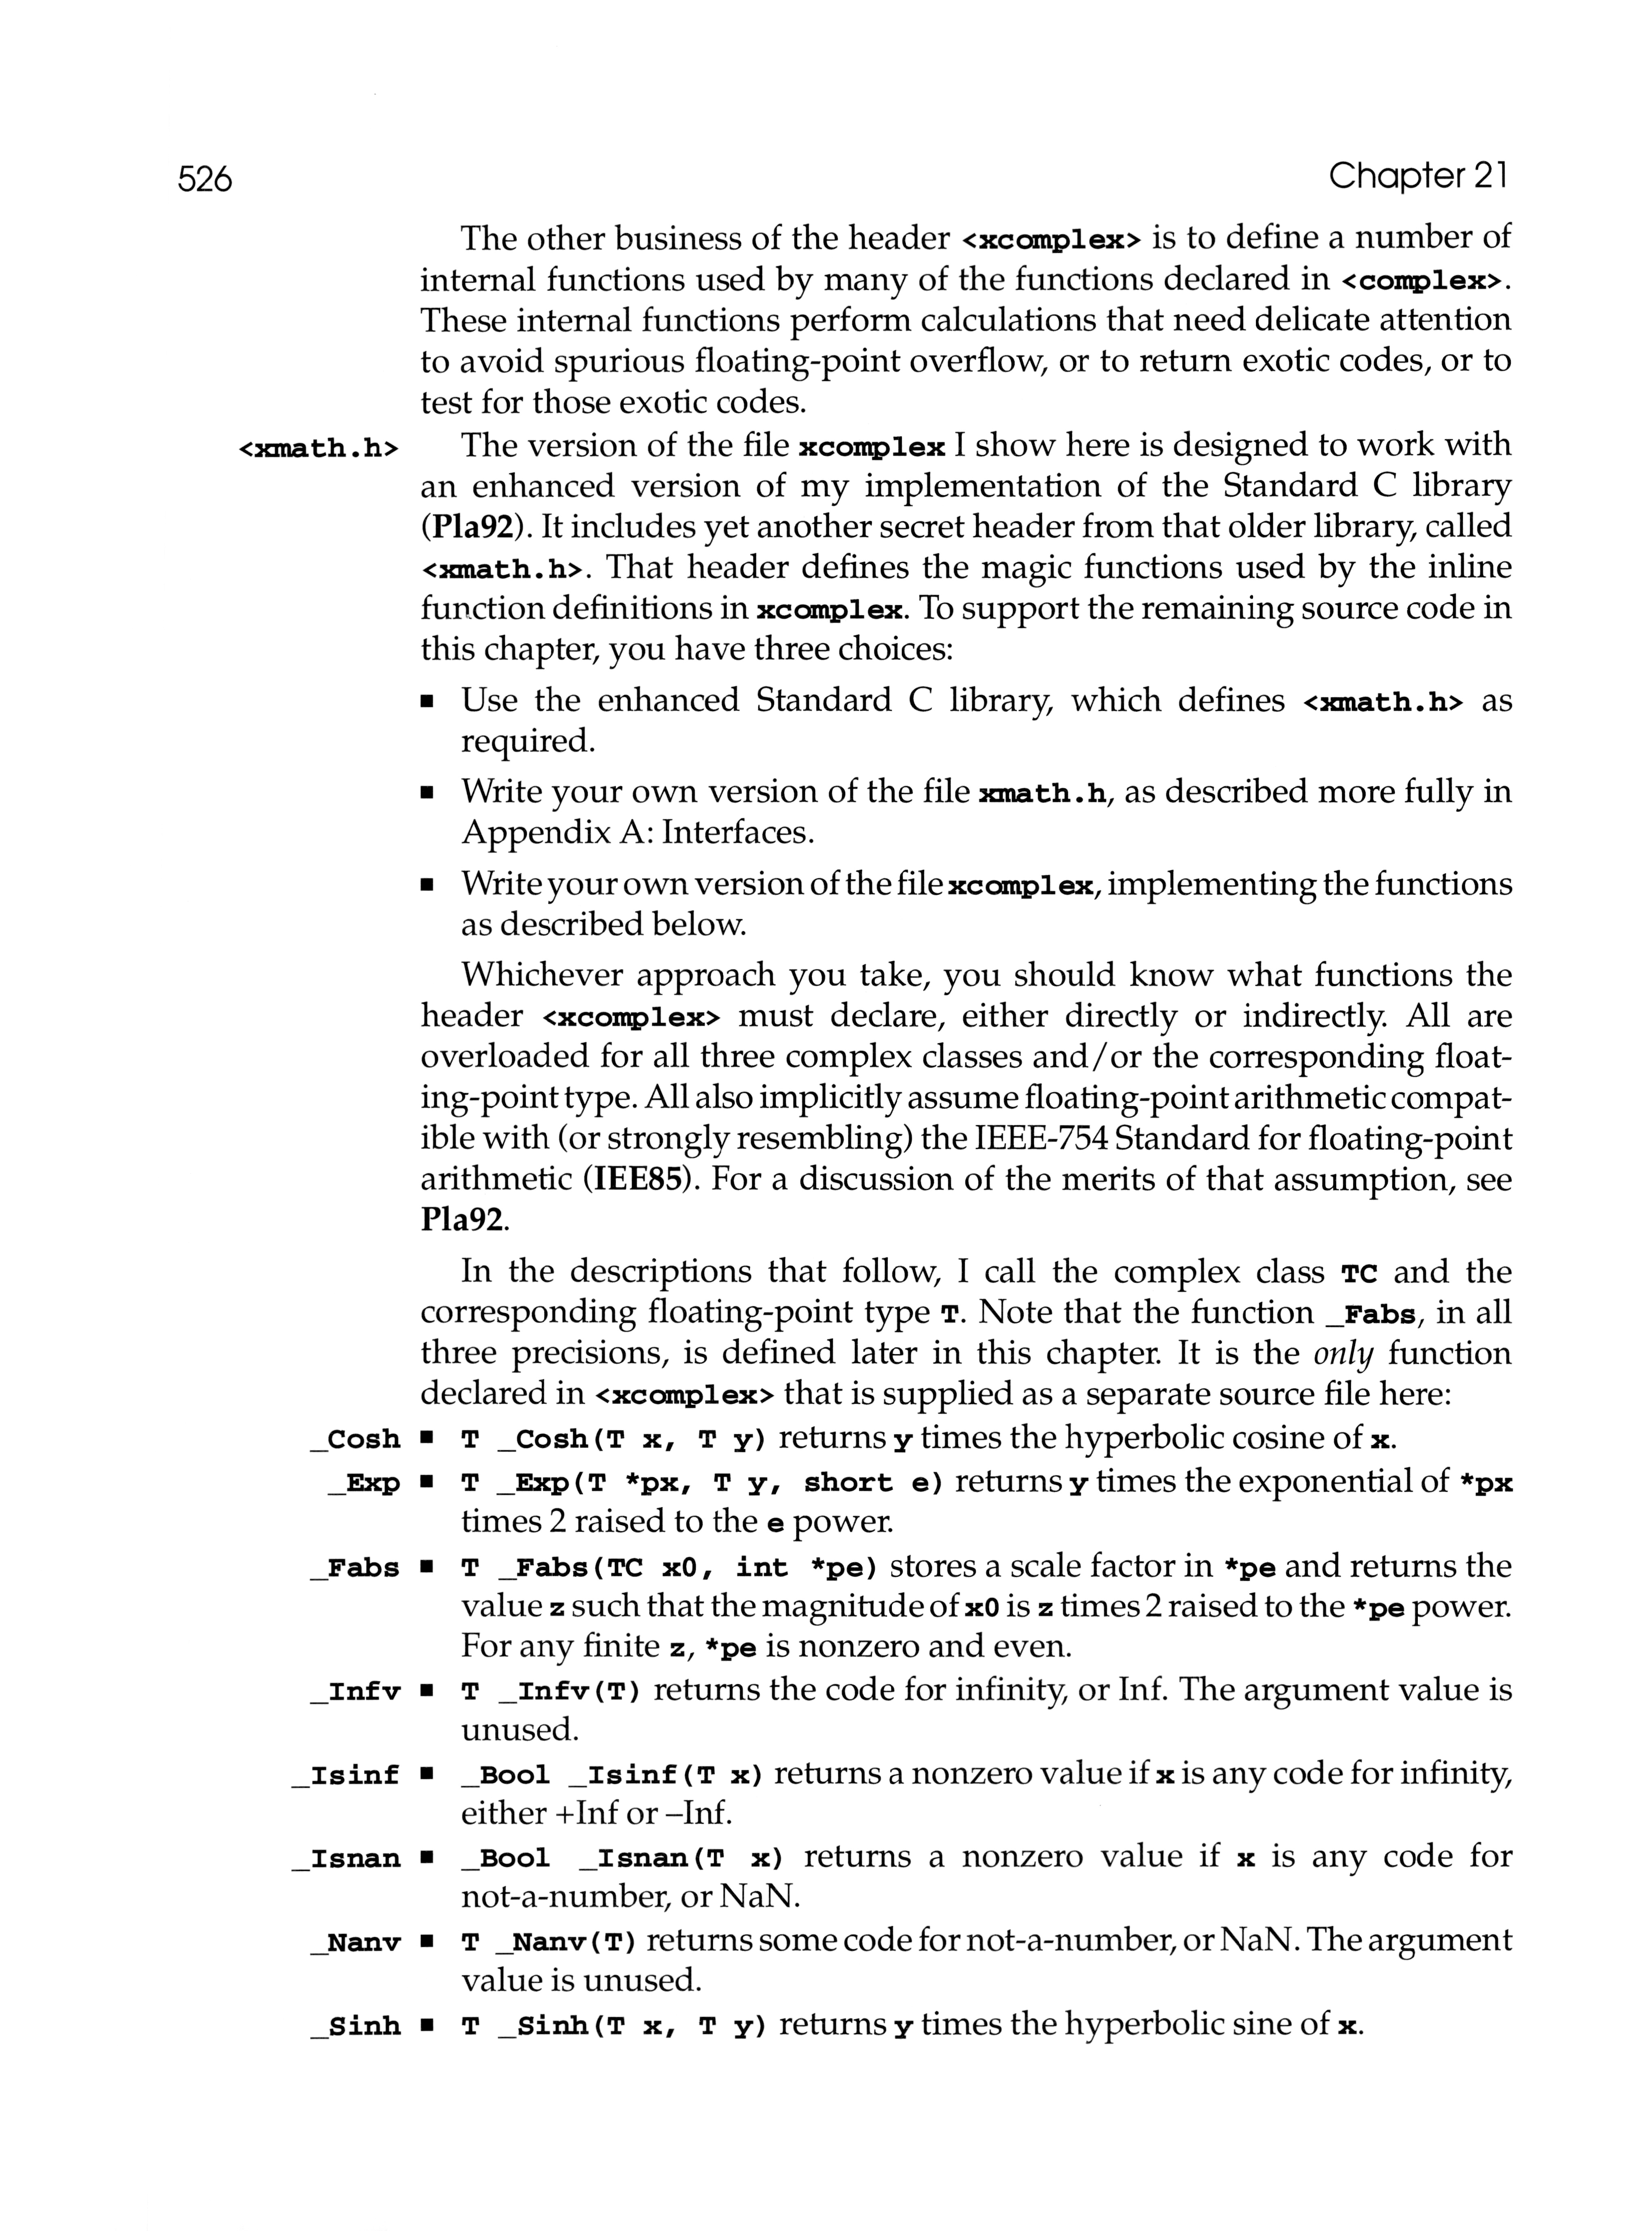 526
Chapter 21
The other business of the header <xcomplex> is to define a number of
internal functions used by many of the functions declared in <complex>.
These internal functions perform calculations that need delicate attention
to avoid spurious floating-point overflow, or to return exotic codes, or to
test for those exotic codes.
<xmath.h> The version of the file xcomplex I show here is designed to work with
an enhanced version of my implementation of the Standard C library
(Pla92). It includes yet another secret header from that older library, called
<xmath.h>. That header defines the magic functions used by the inline
function definitions in xcomplex. To support the remaining source code in
this chapter, you have three choices:
▪ Use the enhanced Standard C library, which defines <xmath.h> as
required.
▪ Write your own version of the file xmath.h, as described more fully in
Appendix A: Interfaces.
▪ Write your own version of the file xcomplex, implementing the functions
as described below.
Whichever approach you take, you should know what functions the
header <xcomplex> must declare, either directly or indirectly. All are
overloaded for all three complex classes and/or the corresponding float-
ing-point type. All also implicitly assume floating-point arithmetic compat-
ible with (or strongly resembling) the IEEE-754 Standard for floating-point
arithmetic (IEE85). For a discussion of the merits of that assumption, see
Pla92.
In the descriptions that follow, I call the complex class TC and the
corresponding floating-point type T. Note that the function _Fabs, in all
three precisions, is defined later in this chapter. It is the only function
declared in <xcomplex> that is supplied as a separate source file here:
_Cosh ▪ T _Cosh(T x, T y) returns y times the hyperbolic cosine of x.
_Exp ▪ T _Exp(T *px, T y, short e) returns y times the exponential of *px
times 2 raised to the e power.
_Fabs ▪ T _Fabs(TC x0, int *pe) stores a scale factor in *pe and returns the
value z such that the magnitude of x0 is z times 2 raised to the *pe power.
For any finite z, *pe is nonzero and even.
_Infv ▪ T _Infv(T) returns the code for infinity, or Inf. The argument value is
unused.
_Isinf ▪ _Bool _Isinf(T x) returns a nonzero value if x is any code for infinity,
either +Inf or –Inf.
_Isnan ▪ _Bool _Isnan(T x) returns a nonzero value if x is any code for
not-a-number, or NaN.
_Nanv ▪ T _Nanv(T) returns some code for not-a-number, or NaN. The argument
value is unused.
_Sinh ▪ T _Sinh(T x, T y) returns y times the hyperbolic sine of x.